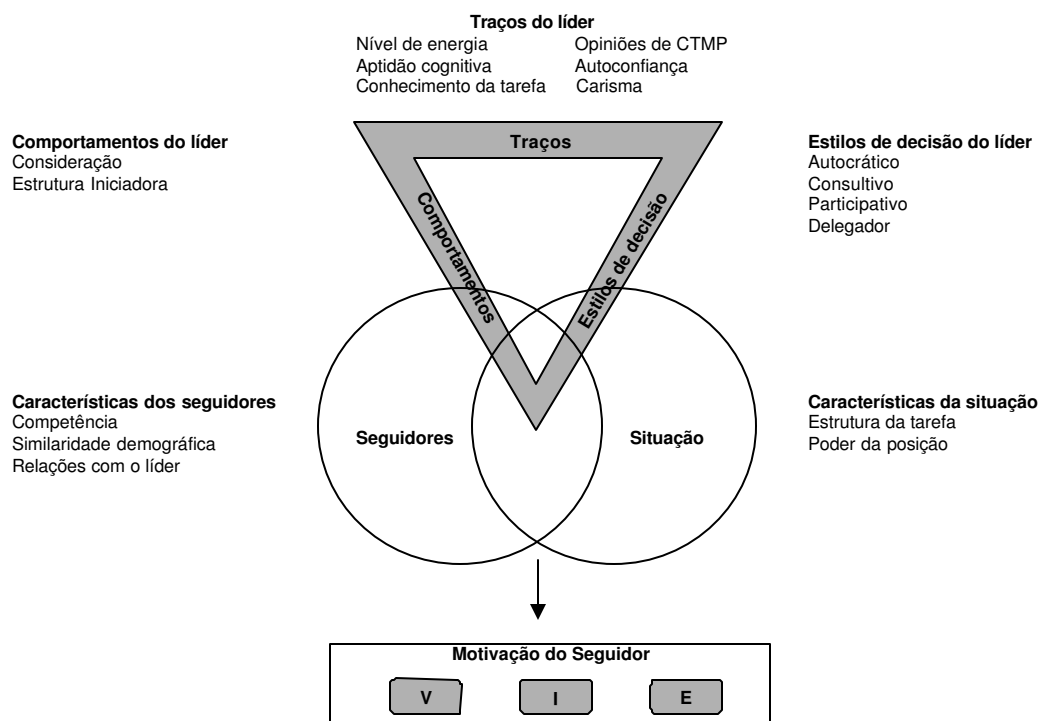 Traços do líder
Nível de energia Opiniões de CTMP
Aptidão cognitiva Autoconfiança
Conhecimento da tarefa Carisma
Comportamentos do líder
Consideração
Estrutura Iniciadora
Traços
Comportamentos
Estilos de decisão
Estilos de decisão do líder
Autocrático
Consultivo
Participativo
Delegador
Características dos seguidores
Competência
Similaridade demográfica
Relações com o líder
Seguidores
Situação
Características da situação
Estrutura da tarefa
Poder da posição
Motivação do Seguidor
V I E